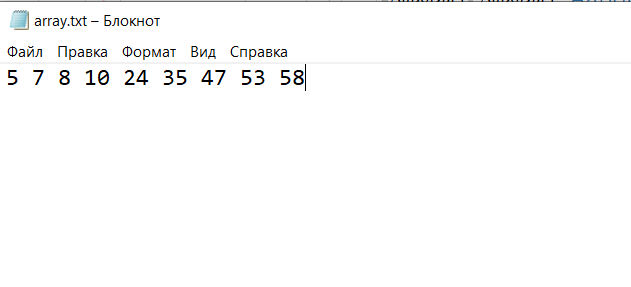 array.txt – Блокнот
Файл Правка Формат Вид Справка
5 7 8 10 24 35 47 53 58